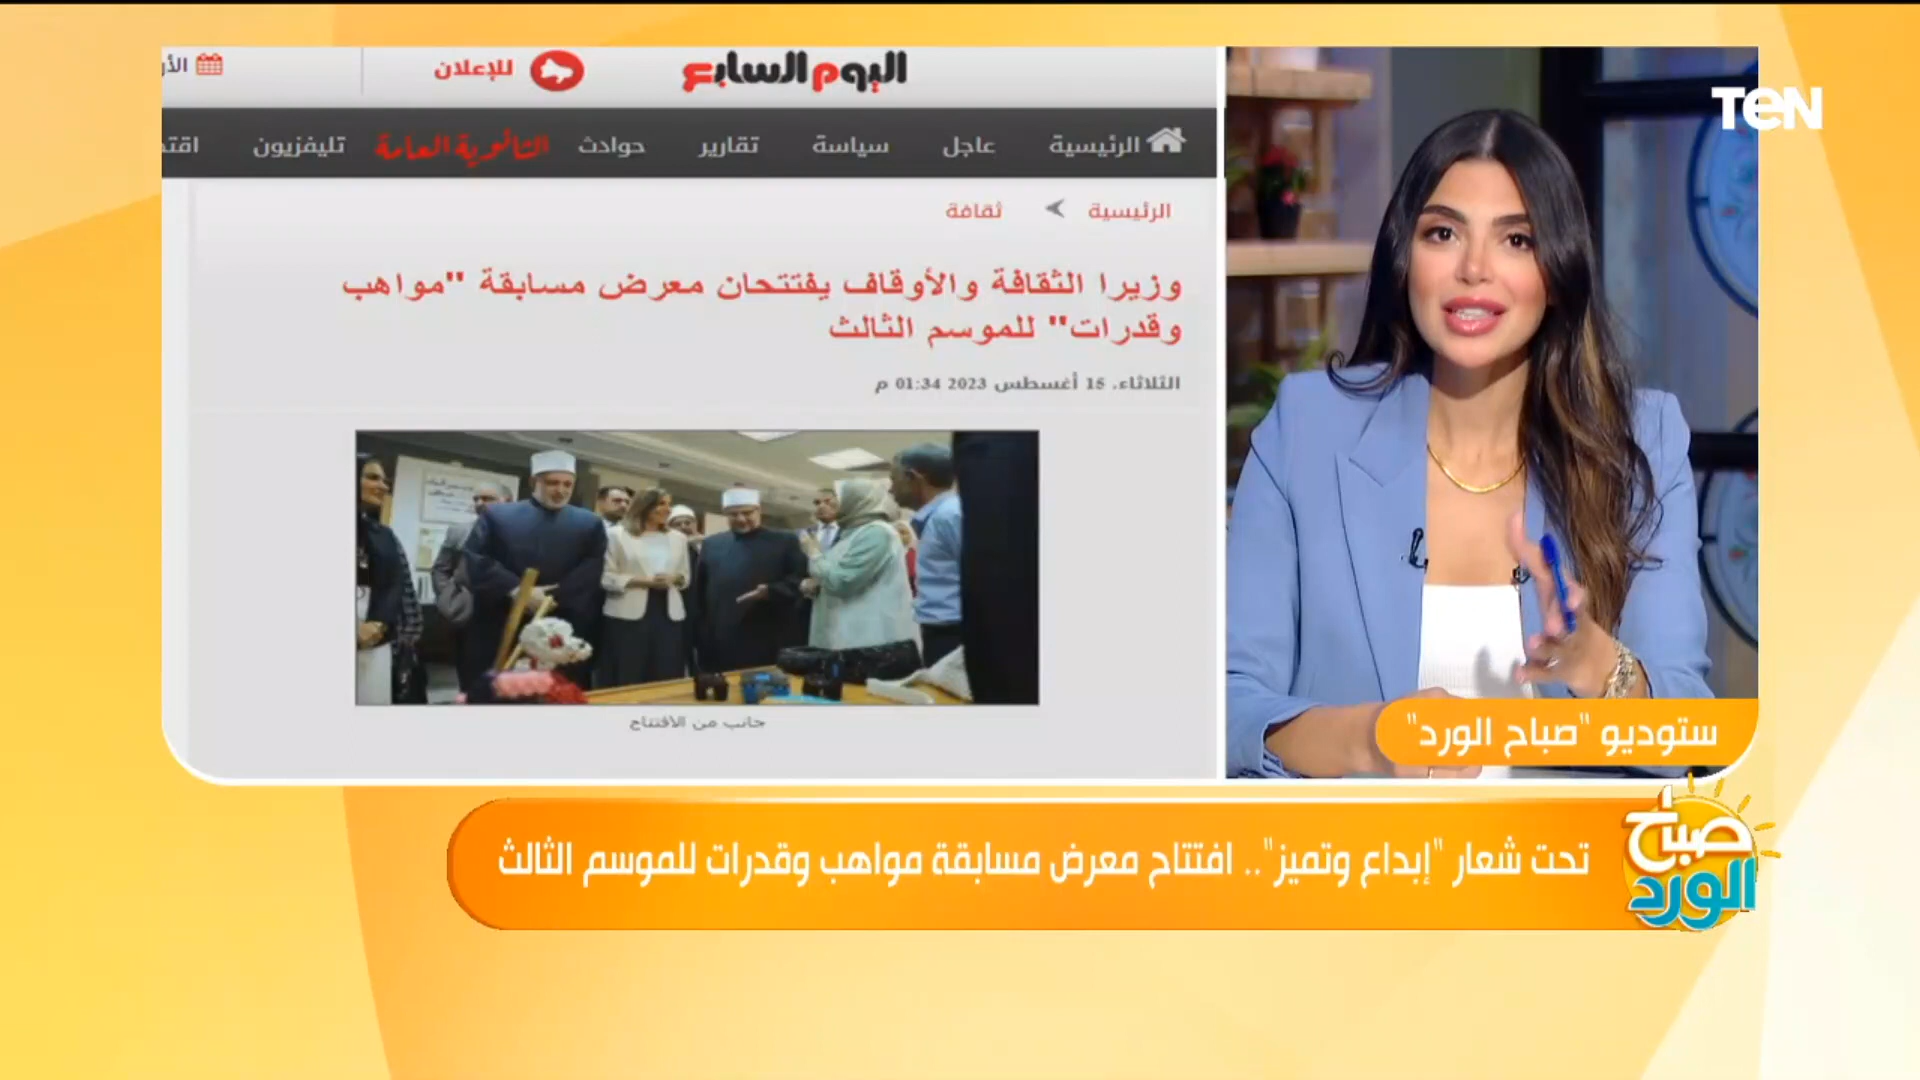 اليوم السابع
للإعلان
TeN
الرئيسية عاجل سياسة تقارير حوادث الثانوية العامة تليفزيون
الرئيسية ثقافة
وزيرا الثقافة والأوقاف يفتتحان معرض مسابقة "مواهب
وقدرات" للموسم الثالث
الثلاثاء، 15 أغسطس 2023 01:34 م
جانب من الافتتاح
ستوديو "صباح الورد"
تحت شعار "إبداع وتميز".. افتتاح معرض مسابقة مواهب وقدرات للموسم الثالث
صباح
الورد